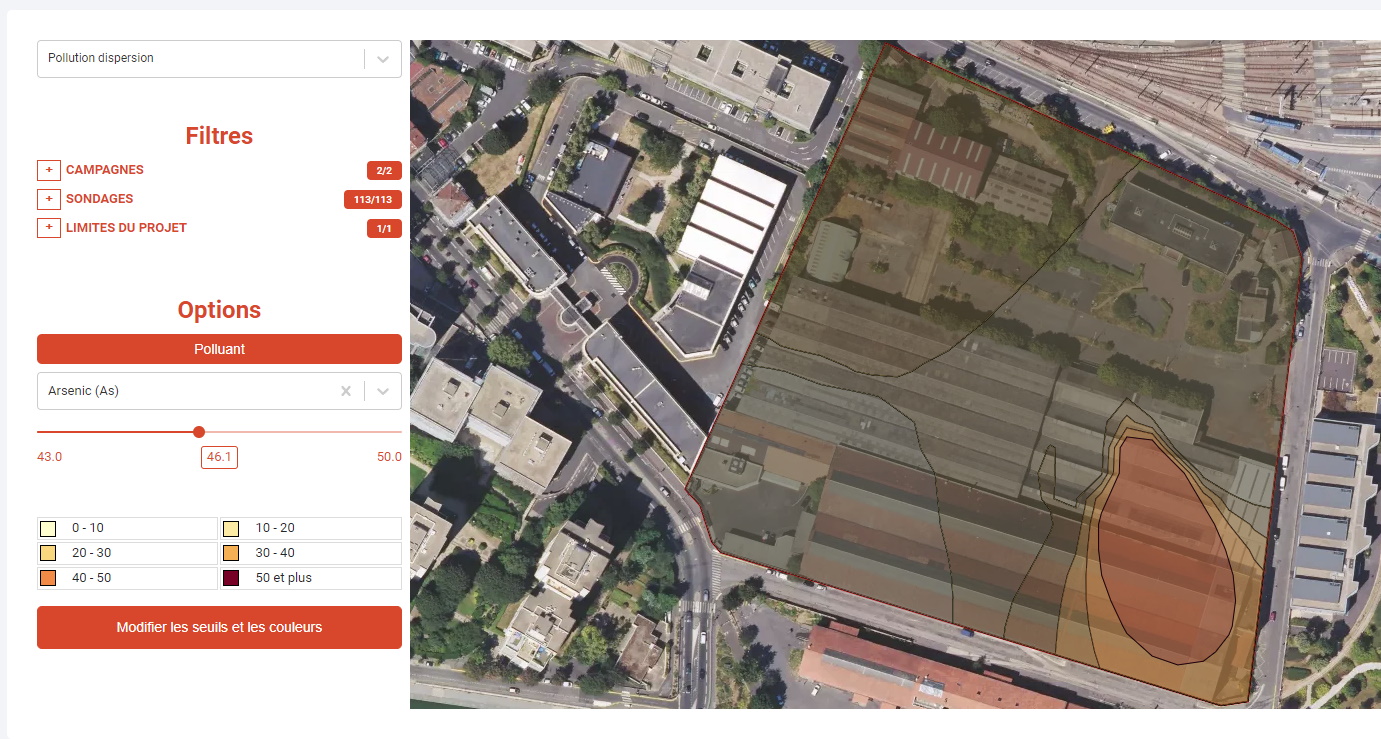 Pollution dispersion
Filtres
+ CAMPAGNES 2/2
+ SONDAGES 113/113
+ LIMITES DU PROJET 1/1
Options
Polluant
Arsenic (As)
43.0 46.1 50.0
0 - 10 10 - 20
20 - 30 30 - 40
40 - 50 50 et plus
Modifier les seuils et les couleurs